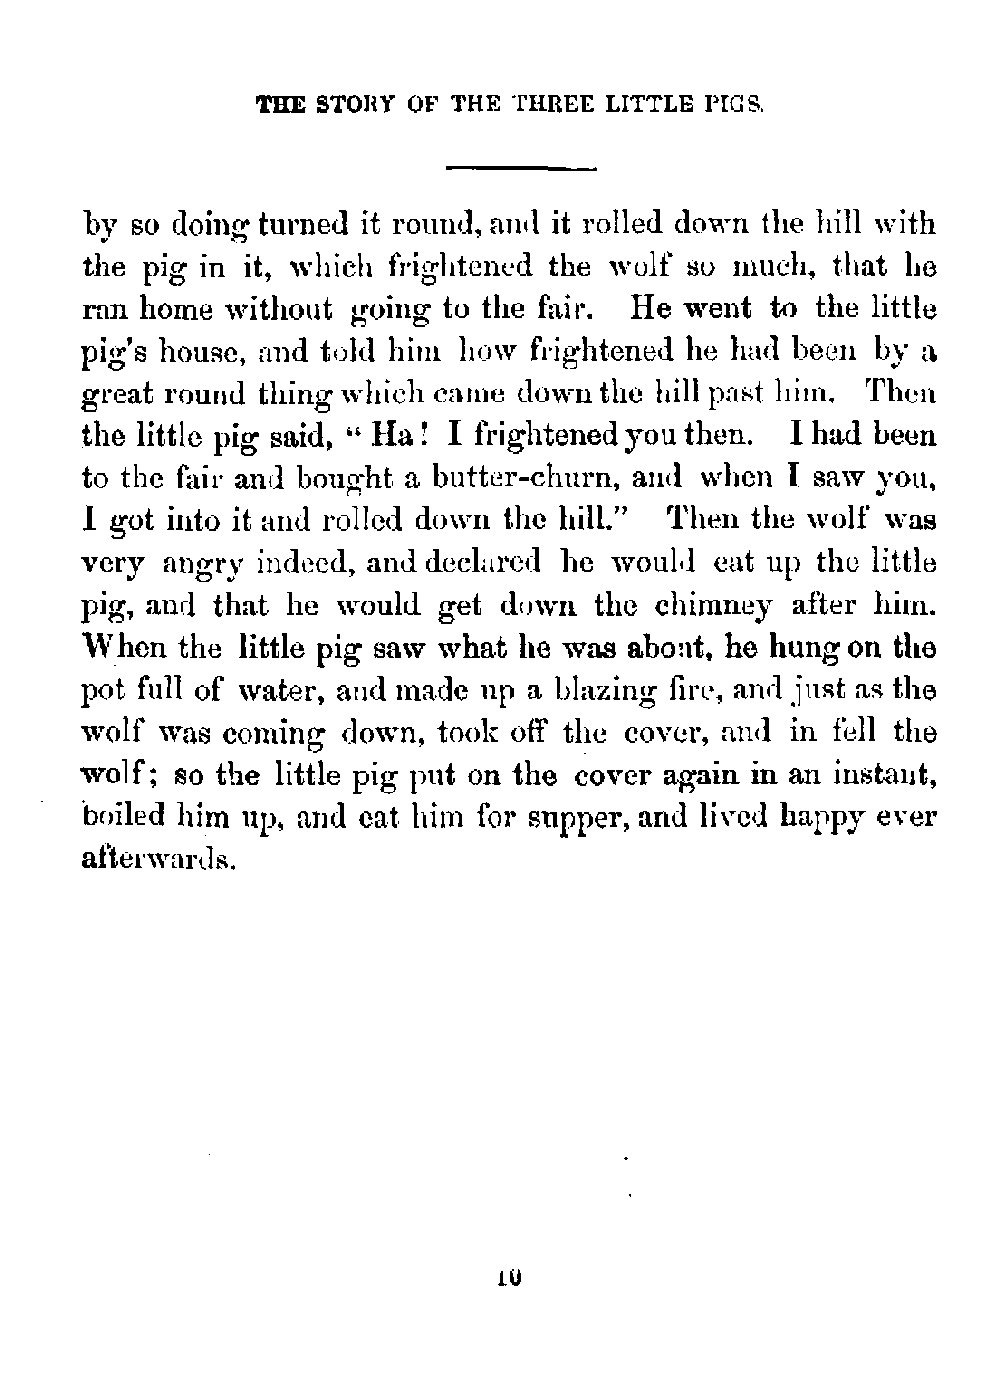 THE STORY OF THE THREE LITTLE PIGS.
by so doing turned it round, and it rolled down the hill with
the pig in it, which frightened the wolf so much, that he
ran home without going to the fair. He went to the little
pig's house, and told him how frightened he had been by a
great round thing which came down the hill past him. Then
the little pig said, “ Ha! I frightened you then. I had been
to the fair and bought a butter-churn, and when I saw you,
I got into it and rolled down the hill.” Then the wolf was
very angry indeed, and declared he would eat up the little
pig, and that he would get down the chimney after him.
When the little pig saw what he was about, he hung on the
pot full of water, and made up a blazing fire, and just as the
wolf was coming down, took off the cover, and in fell the
wolf; so the little pig put on the cover again in an instant,
boiled him up, and eat him for supper, and lived happy ever
afterwards.
10